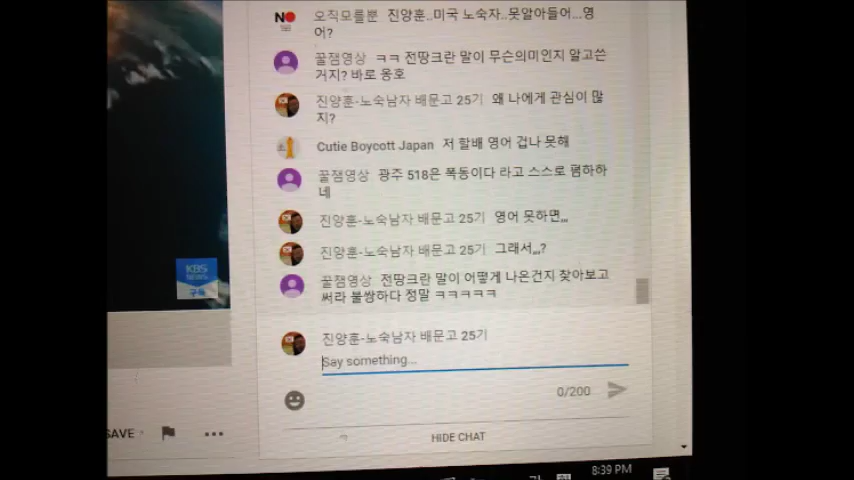 NO
오직모를뿐 진양훈..미국 노숙자..못알아들어...영
어?
꿀잼영상 ㅋㅋ 전땅크란 말이 무슨의미인지 알고쓴
거지? 바로 옹호
진양훈-노숙남자 배문고 25기 왜 나에게 관심이 많
지?
Cutie Boycott Japan 저 할배 영어 겁나 못해
꿀잼영상 광주 518은 폭동이다 라고 스스로 폄하하
네
진양훈-노숙남자 배문고 25기 영어 못하면,,,
진양훈-노숙남자 배문고 25기 그래서,,,?
꿀잼영상 전땅크란 말이 어떻게 나온건지 찾아보고
써라 불쌍하다 정말 ㅋㅋㅋㅋㅋ
KBS
NEWS
구독
진양훈-노숙남자 배문고 25기
Say something...
0/200
SAVE
HIDE CHAT
8:39 PM